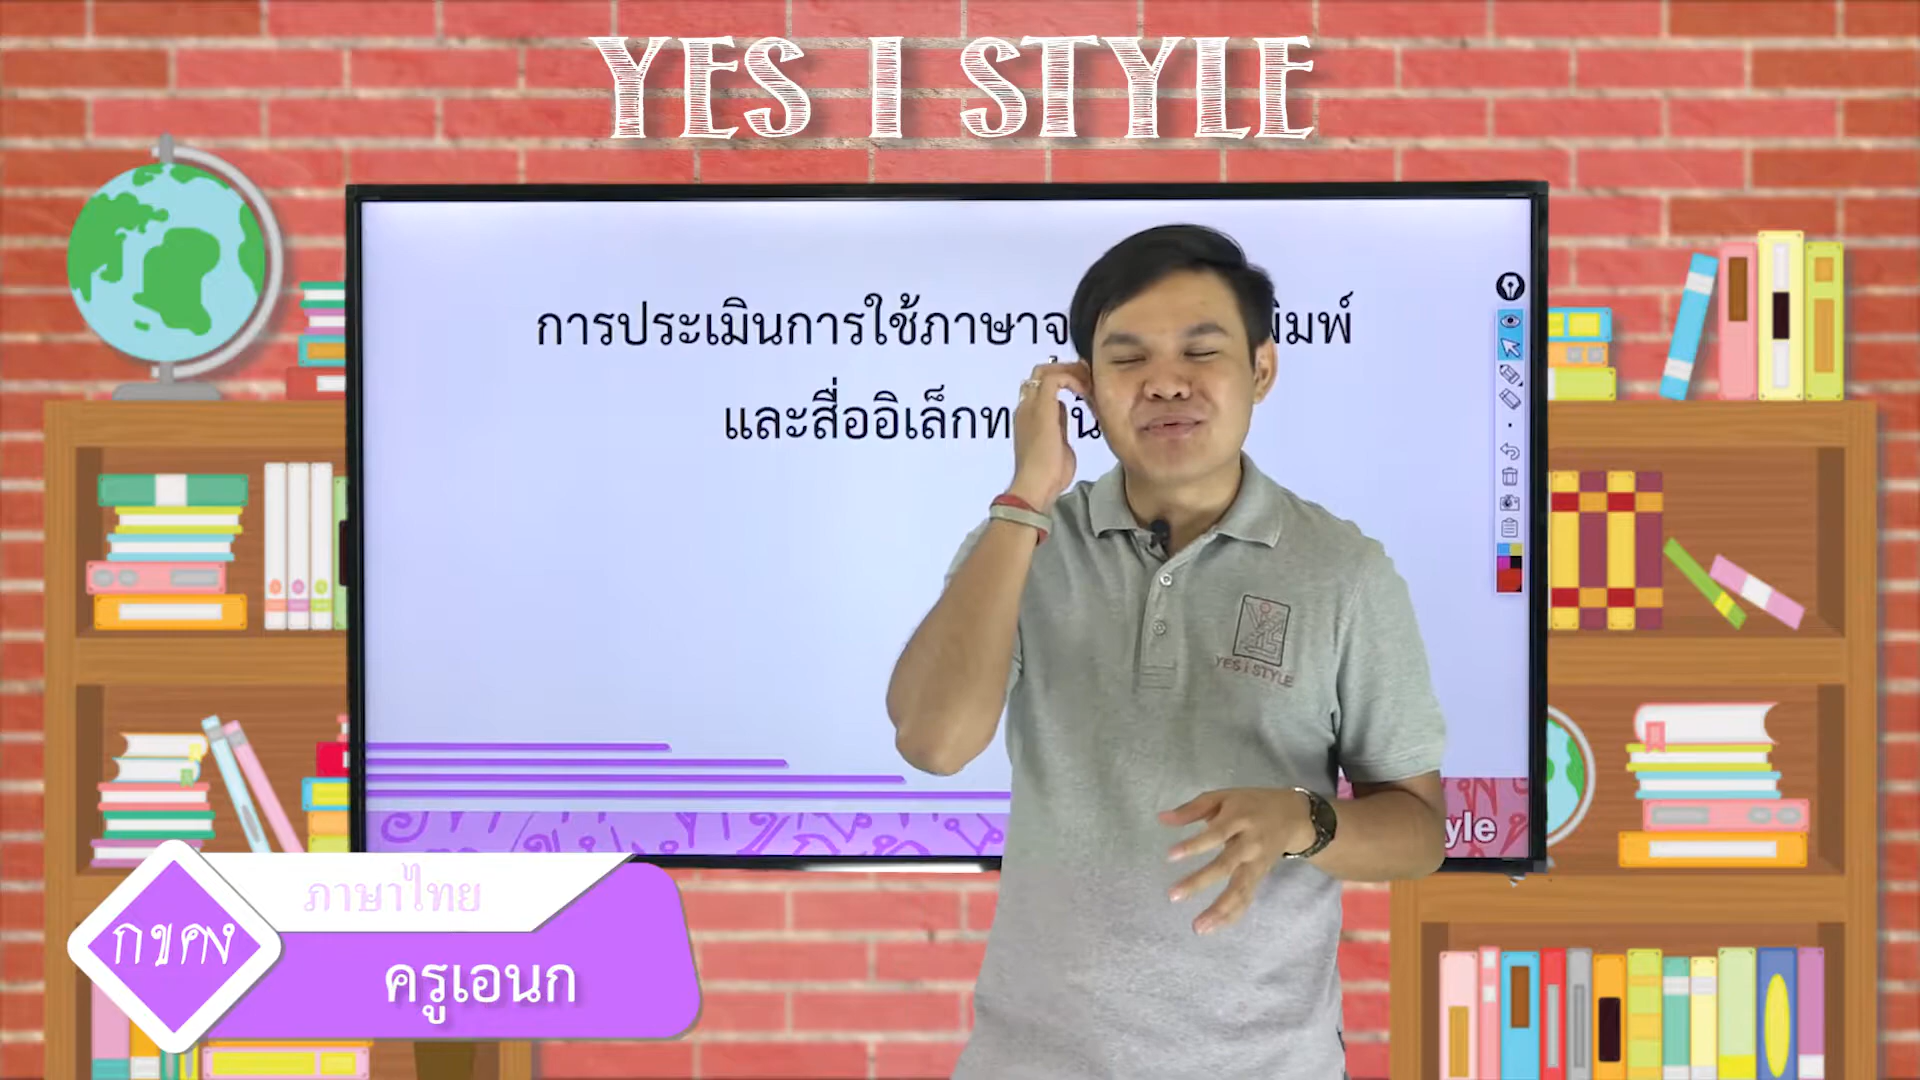 YES I STYLE
การประเมินการใช้ภาษาจ
พิมพ์
และสื่ออิเล็กท
YES i STYLE
yle
ภาษาไทย
กขคง
ครูเอนก